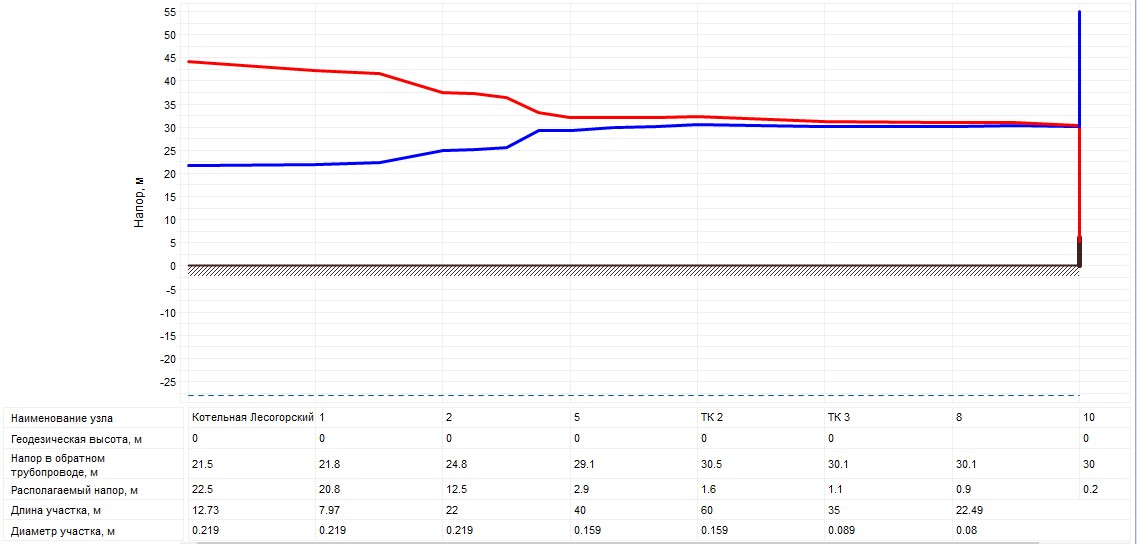 55
50
45
40
35
30
25
20
15
10
5
0
-5
-10
-15
-20
-25
Напор, м
Наименование узла Котельная Лесогорский 1 2 5 ТК 2 ТК 3 8 10
Геодезическая высота, м 0 0 0 0 0 0 0
Напор в обратном
трубопроводе, м 21.5 21.8 24.8 29.1 30.5 30.1 30.1 30
Располагаемый напор, м 22.5 20.8 12.5 2.9 1.6 1.1 0.9 0.2
Длина участка, м 12.73 7.97 22 40 60 35 22.49
Диаметр участка, м 0.219 0.219 0.219 0.159 0.159 0.089 0.08